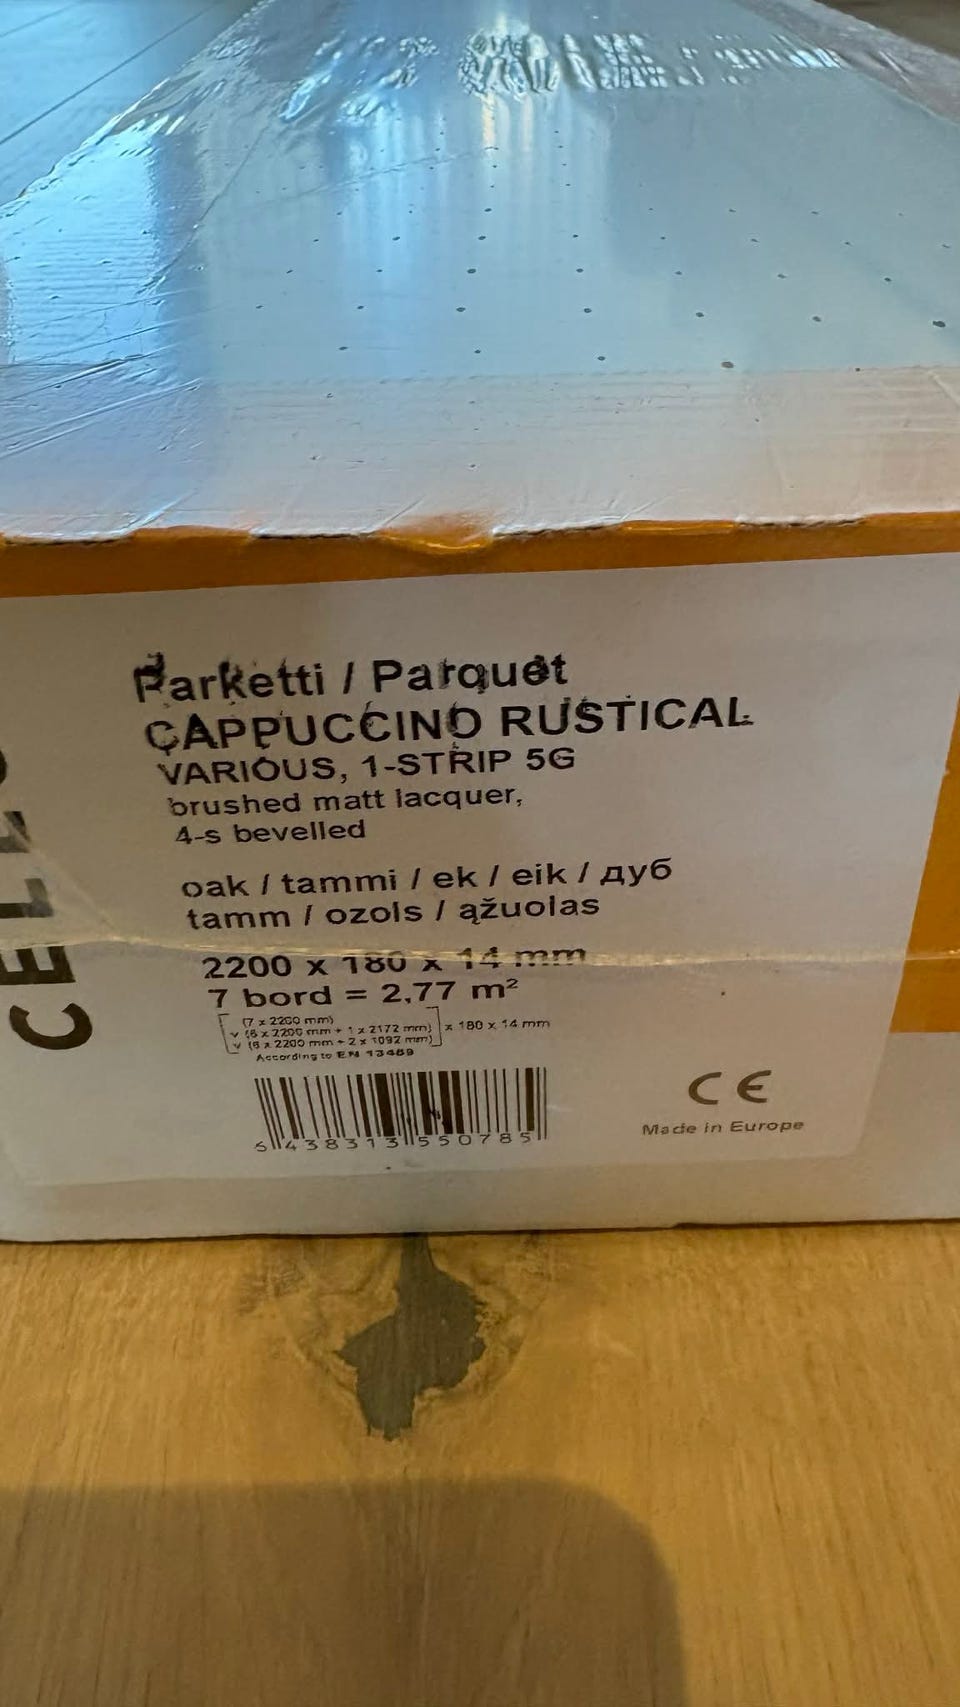 Parketti / Parquet
CAPPUCCINO RUSTICAL
VARIOUS, 1-STRIP 5G
brushed matt lacquer,
4-s bevelled
oak / tammi / ek / eik / дуб
tamm / ozols / ąžuolas
2200 x 180 x 14 mm
7 bord = 2,77 m²
(7 x 2200 mm)
v (6 x 2200 mm + 1 x 2172 mm) x 180 x 14 mm
v (6 x 2200 mm + 2 x 1092 mm)
According to EN 13489
6 438313 550785
CE
Made in Europe